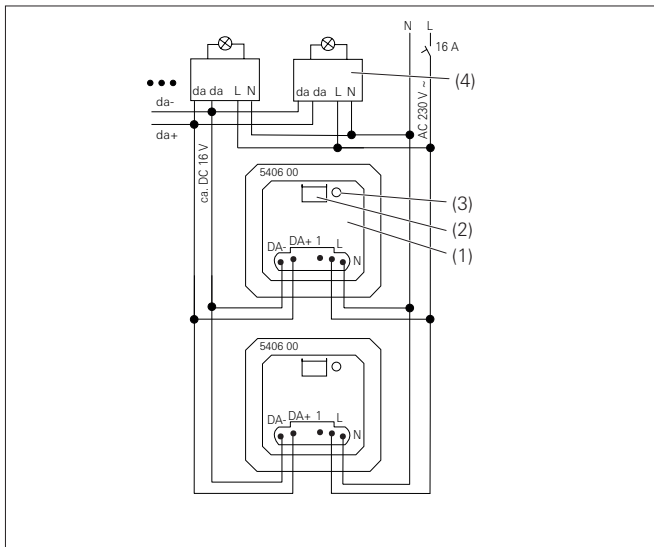 N L
16 A
(4)
da da L N
da da L N
da-
da+
AC 230 V ~
ca. DC 16 V
5406 00
(3)
(2)
(1)
DA- DA+ 1 L
N
5406 00
DA- DA+ 1 L
N